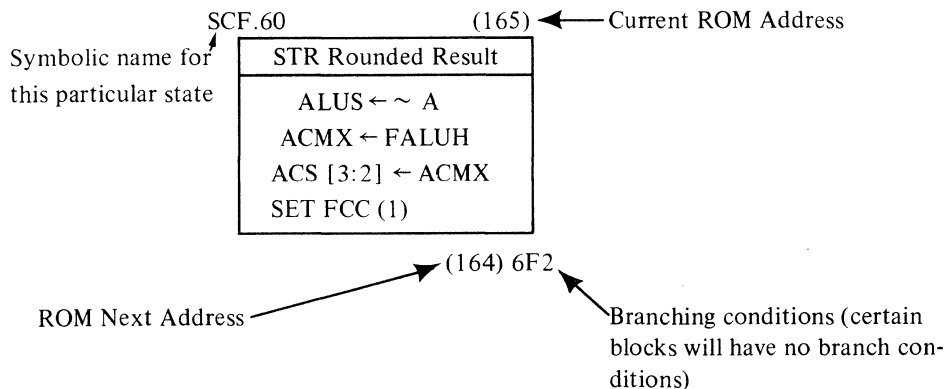 SCF.60
(165)
Current ROM Address
Symbolic name for
this particular state
STR Rounded Result
ALUS ← ~ A
ACMX ← FALUH
ACS [3:2] ← ACMX
SET FCC (1)
(164) 6F2
ROM Next Address
Branching conditions (certain
blocks will have no branch con-
ditions)